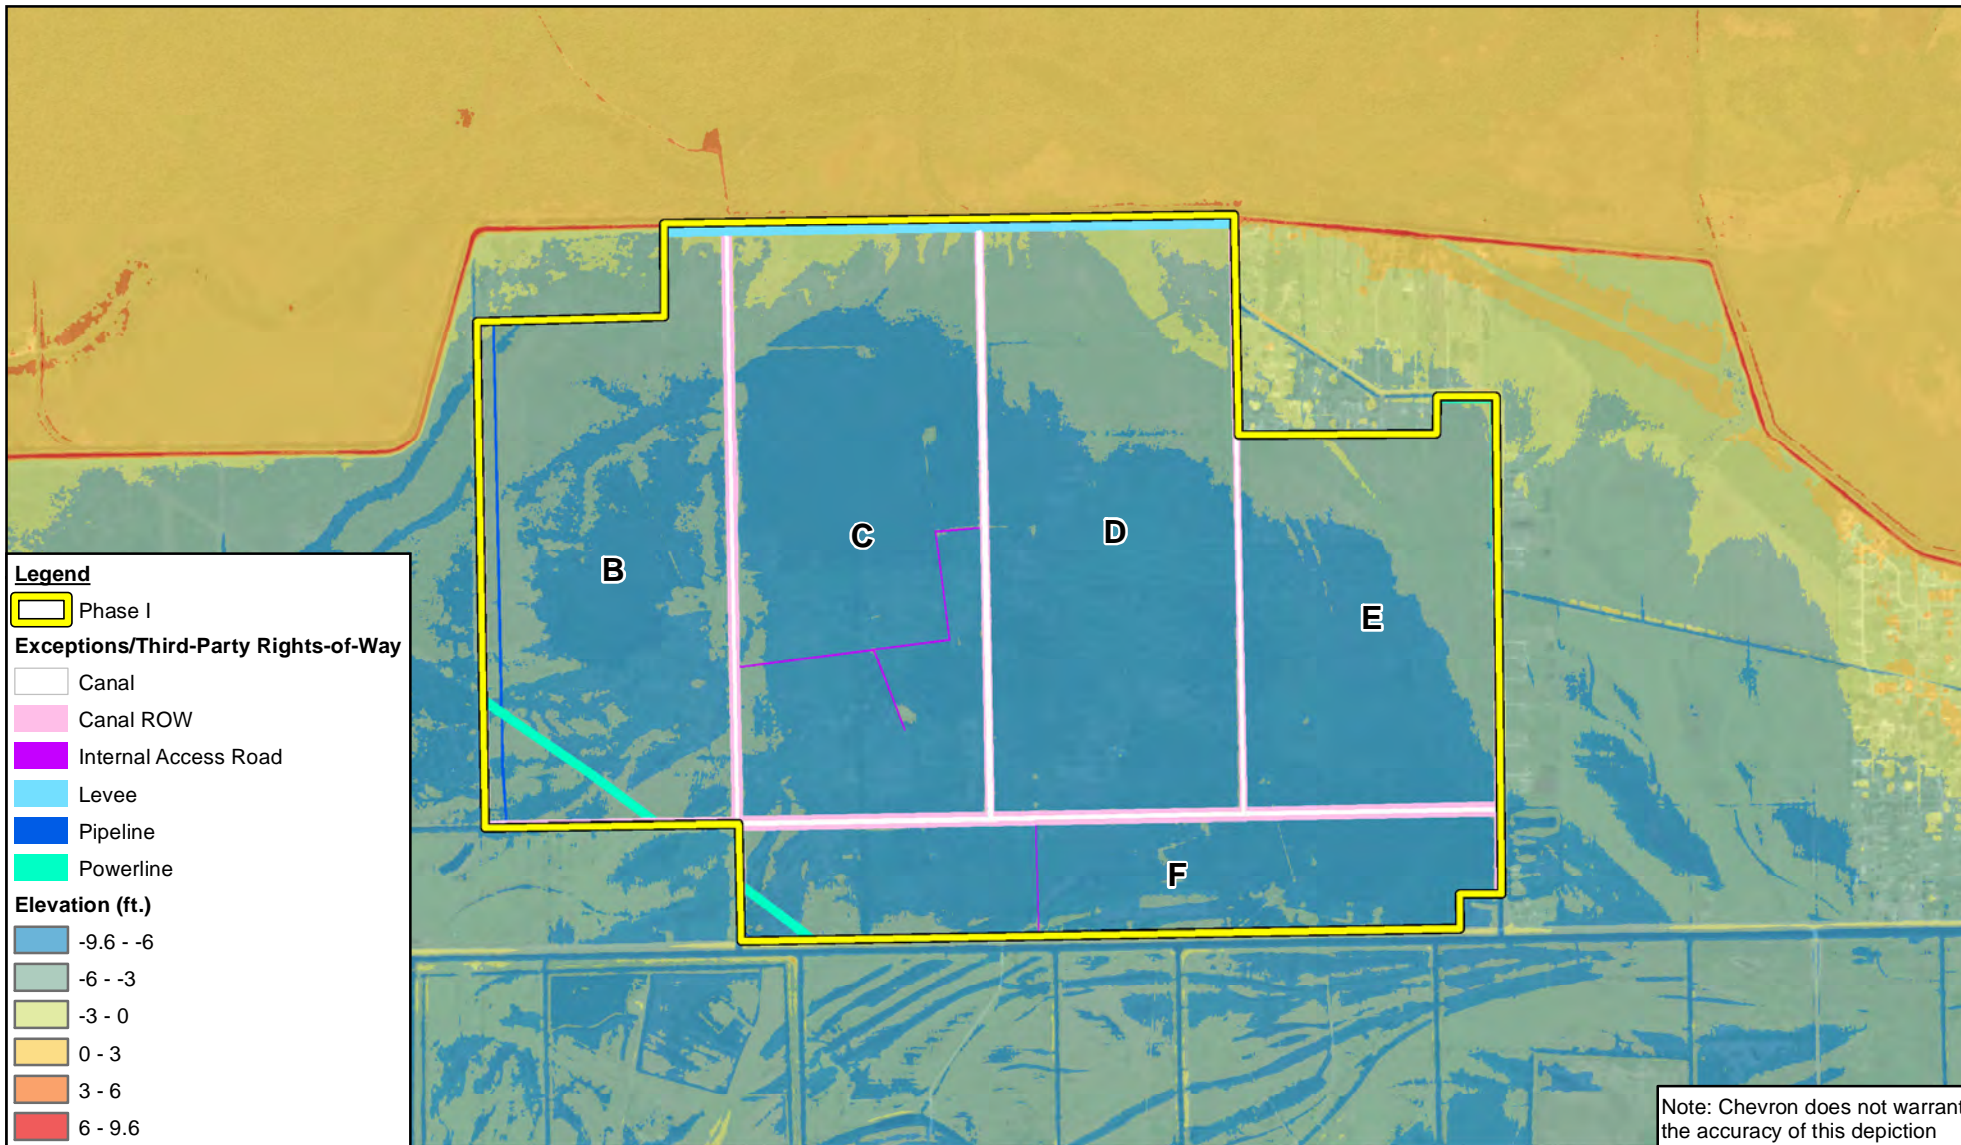 B
C
D
E
F
Legend
Phase I
Exceptions/Third-Party Rights-of-Way
Canal
Canal ROW
Internal Access Road
Levee
Pipeline
Powerline
Elevation (ft.)
-9.6 - -6
-6 - -3
-3 - 0
0 - 3
3 - 6
6 - 9.6
Note: Chevron does not warrant
the accuracy of this depiction